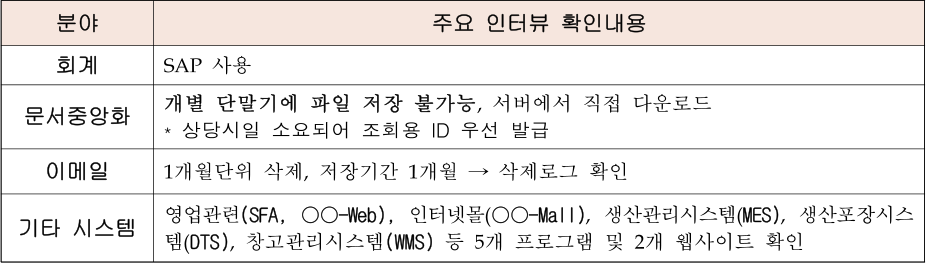 분야 주요 인터뷰 확인내용
회계 SAP 사용
문서중앙화 개별 단말기에 파일 저장 불가능, 서버에서 직접 다운로드
* 상당시일 소요되어 조회용 ID 우선 발급
이메일 1개월단위 삭제, 저장기간 1개월 → 삭제로그 확인
기타 시스템 영업관련(SFA, ○○-Web), 인터넷몰(○○-Mall), 생산관리시스템(MES), 생산포장시스
템(DTS), 창고관리시스템(WMS) 등 5개 프로그램 및 2개 웹사이트 확인